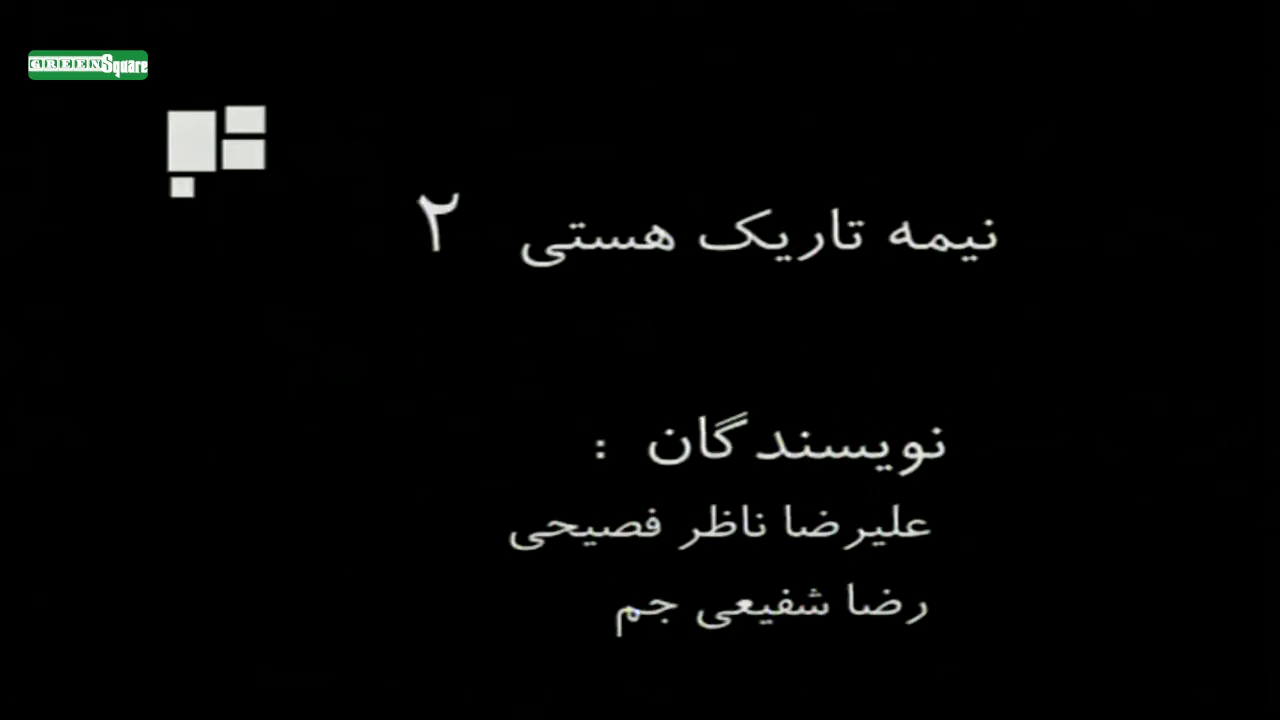 GREENSquare
نیمه تاریک هستی ۲
نویسندگان :
علیرضا ناظر فصیحی
رضا شفیعی جم